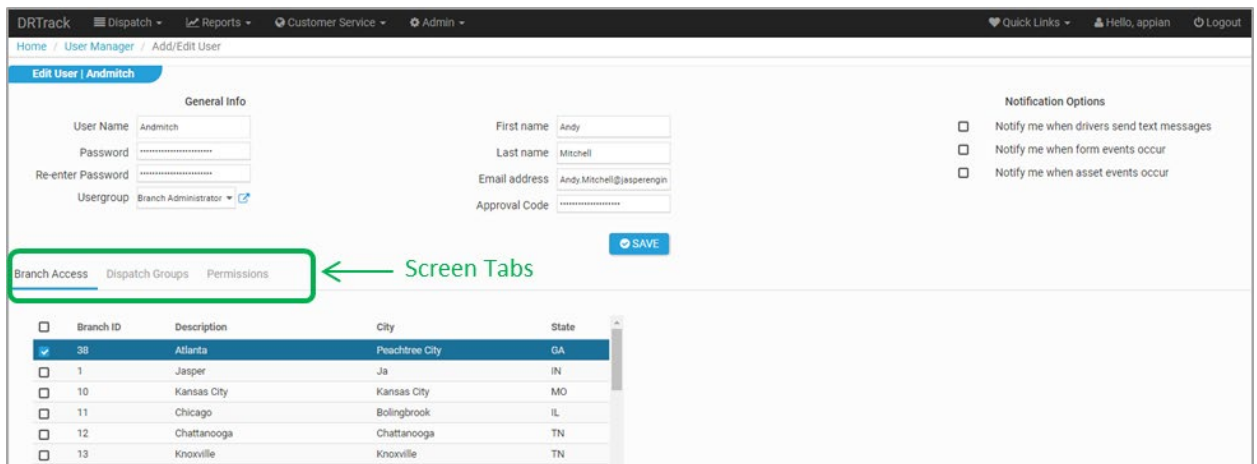 DRTrack Dispatch Reports Customer Service Admin Quick Links Hello, appian Logout
Home / User Manager / Add/Edit User
Edit User | Andmitch
General Info Notification Options
User Name Andmitch First name Andy Notify me when drivers send text messages
Password Last name Mitchell Notify me when form events occur
Re-enter Password Email address Andy.Mitchell@jasperengin Notify me when asset events occur
Usergroup Branch Administrator Approval Code
SAVE
Branch Access Dispatch Groups Permissions Screen Tabs
Branch ID Description City State
38 Atlanta Peachtree City GA
1 Jasper Ja IN
10 Kansas City Kansas City MO
11 Chicago Bolingbrook IL
12 Chattanooga Chattanooga TN
13 Knoxville Knoxville TN